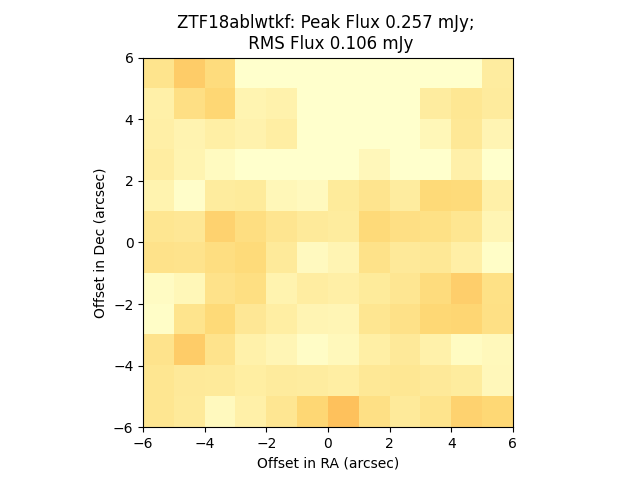 ZTF18ablwtkf: Peak Flux 0.257 mJy;
RMS Flux 0.106 mJy
6
4
2
0
−2
−4
−6
Offset in Dec (arcsec)
−6 −4 −2 0 2 4 6
Offset in RA (arcsec)